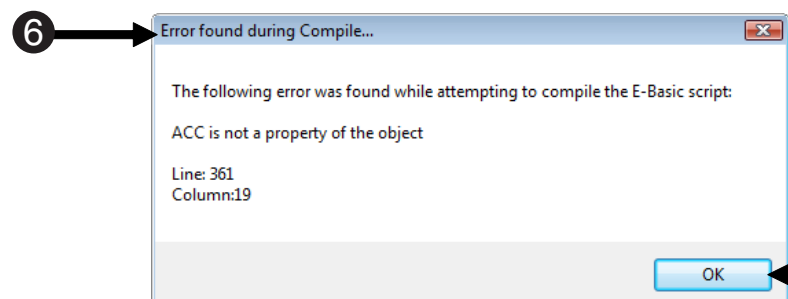 6
Error found during Compile...
The following error was found while attempting to compile the E-Basic script:
ACC is not a property of the object
Line: 361
Column:19
OK